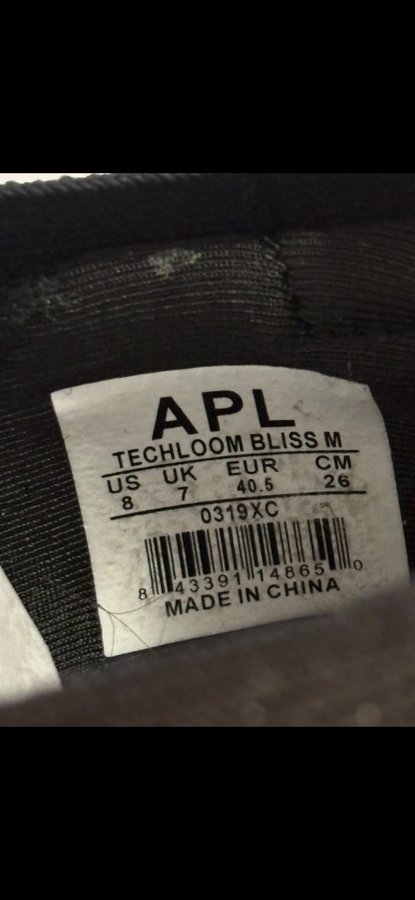 APL
TECHLOOM BLISS M
US UK EUR CM
8 7 40.5 26
0319XC
8 43391 14865 0
MADE IN CHINA